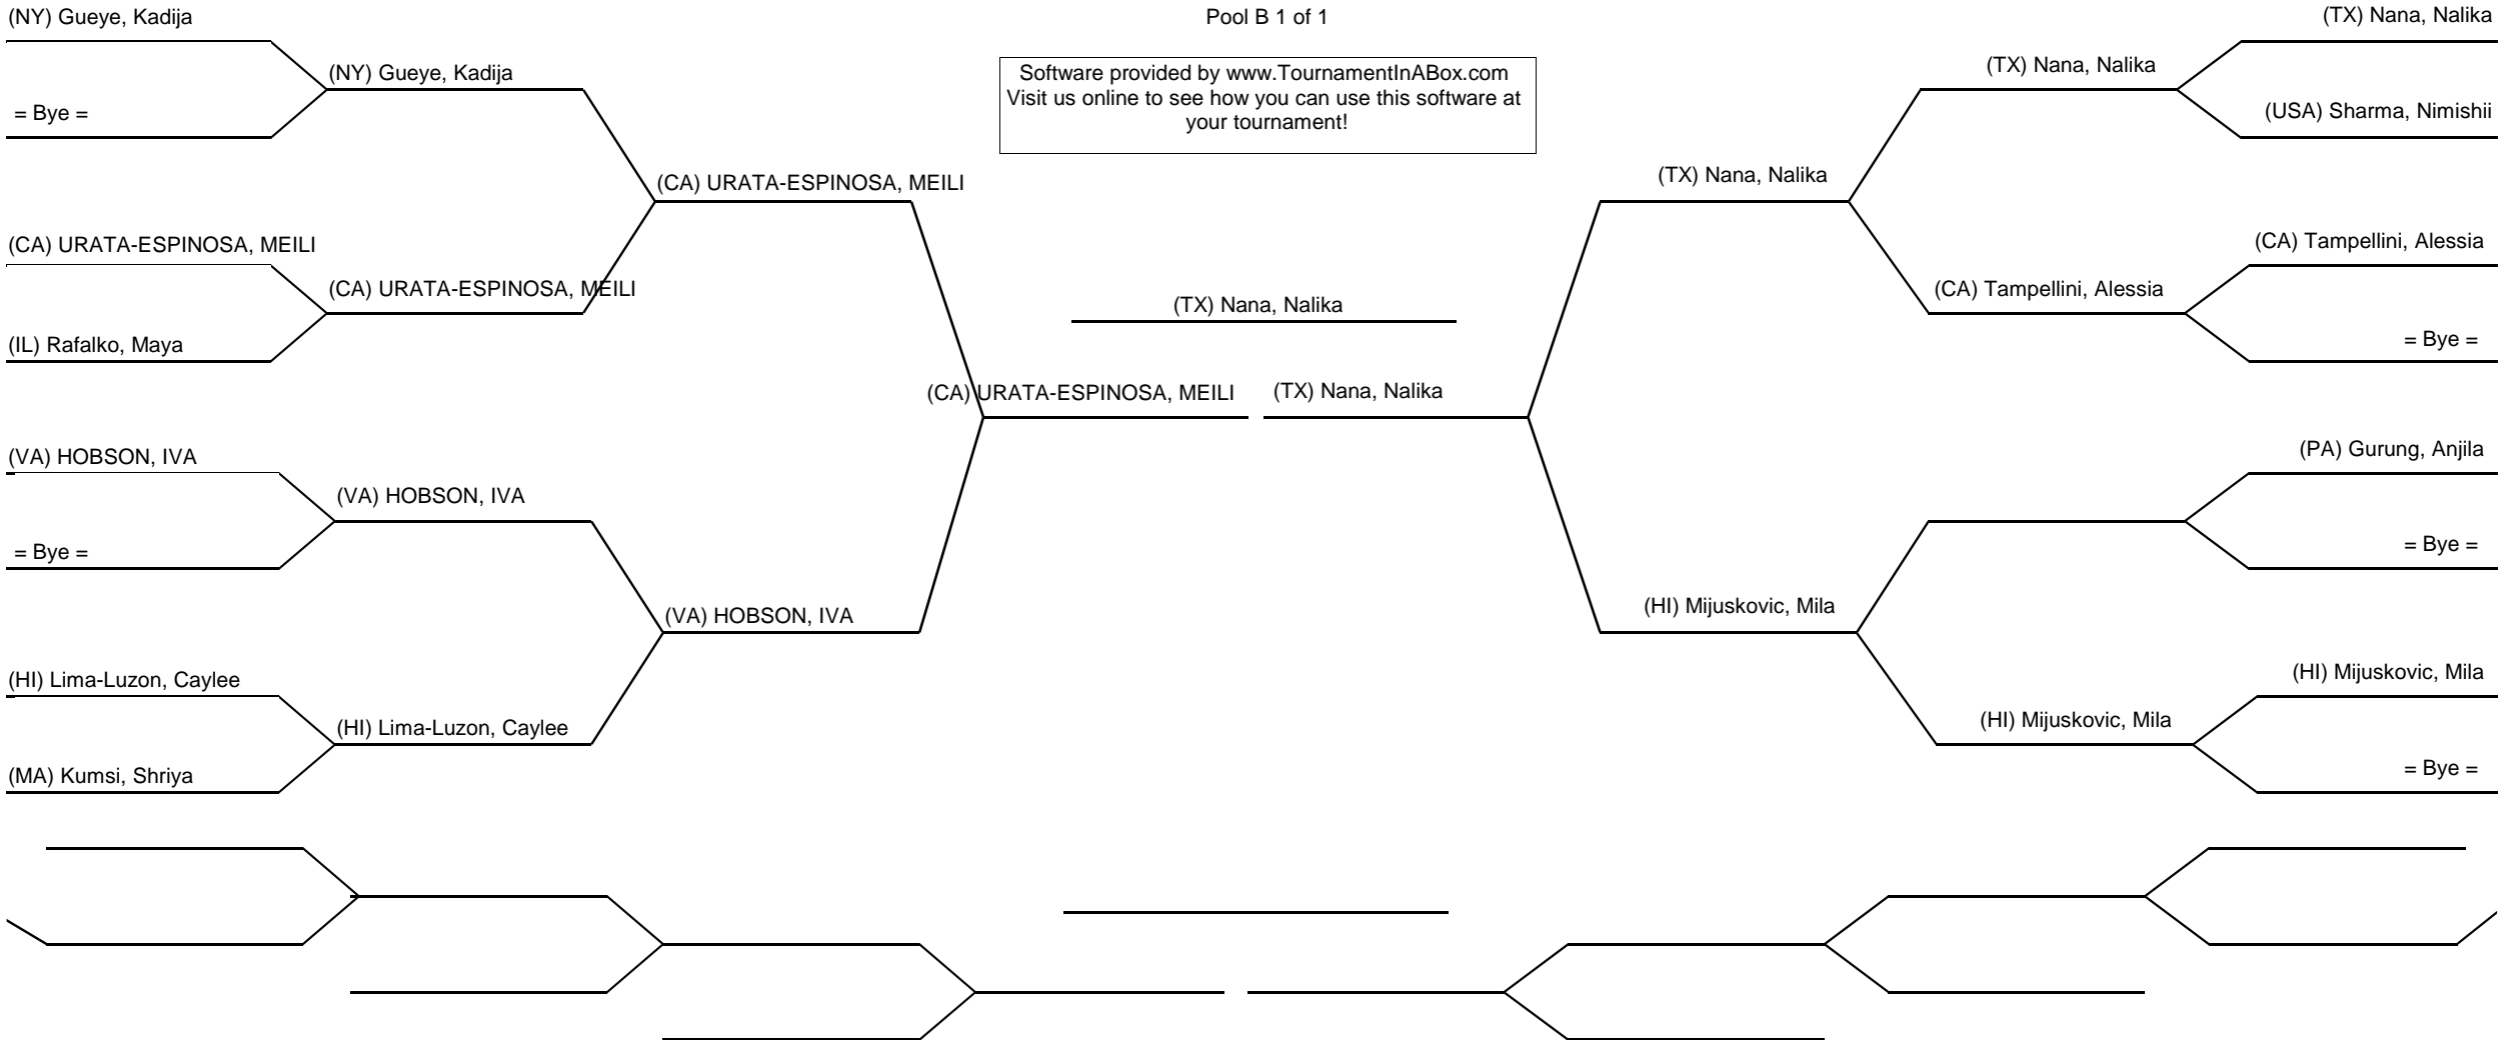 (NY) Gueye, Kadija
= Bye =
(CA) URATA-ESPINOSA, MEILI
(IL) Rafalko, Maya
(VA) HOBSON, IVA
= Bye =
(HI) Lima-Luzon, Caylee
(MA) Kumsi, Shriya
(NY) Gueye, Kadija
(CA) URATA-ESPINOSA, MEILI
(VA) HOBSON, IVA
(HI) Lima-Luzon, Caylee
(CA) URATA-ESPINOSA, MEILI
(VA) HOBSON, IVA
(CA) URATA-ESPINOSA, MEILI
Pool B 1 of 1
Software provided by www.TournamentInABox.com
Visit us online to see how you can use this software at
your tournament!
(TX) Nana, Nalika
(TX) Nana, Nalika
(TX) Nana, Nalika
(HI) Mijuskovic, Mila
(TX) Nana, Nalika
(CA) Tampellini, Alessia
(HI) Mijuskovic, Mila
(TX) Nana, Nalika
(USA) Sharma, Nimishii
(CA) Tampellini, Alessia
= Bye =
(PA) Gurung, Anjila
= Bye =
(HI) Mijuskovic, Mila
= Bye =